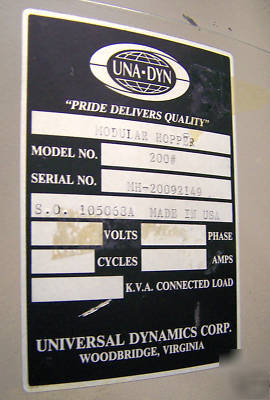 UNA-DYN
"PRIDE DELIVERS QUALITY"
MODULAR HOPPER
MODEL NO. 200#
SERIAL NO. MH-20092149
S.O. 105068A MADE IN USA
VOLTS PHASE
CYCLES AMPS
K.V.A. CONNECTED LOAD
UNIVERSAL DYNAMICS CORP.
WOODBRIDGE, VIRGINIA